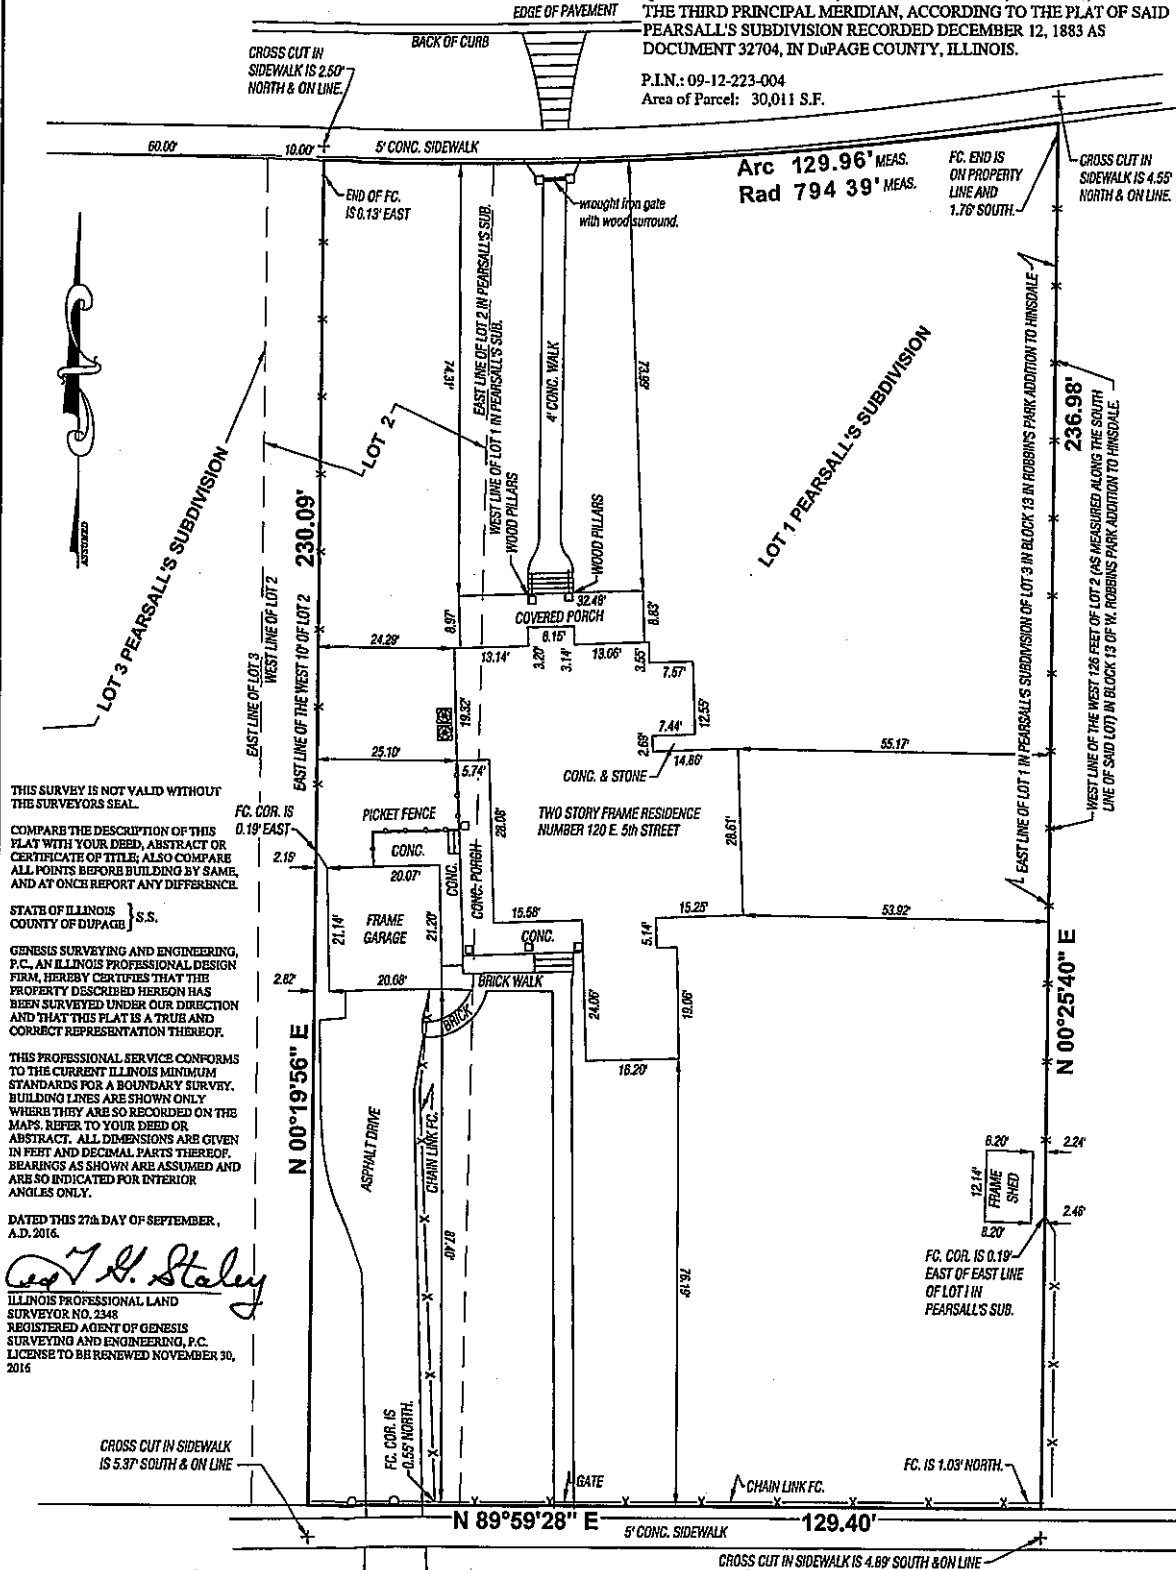 EDGE OF PAVEMENT
THE THIRD PRINCIPAL MERIDIAN, ACCORDING TO THE PLAT OF SAID
PEARSALL'S SUBDIVISION RECORDED DECEMBER 12, 1883 AS
DOCUMENT 32704, IN DuPAGE COUNTY, ILLINOIS.
P.I.N.: 09-12-223-004
Area of Parcel: 30,011 S.F.
BACK OF CURB
CROSS CUT IN
SIDEWALK IS 2.50'
NORTH & ON LINE.
60.00'
10.00'
5' CONC. SIDEWALK
Arc 129.96' MEAS.
Rad 794 39' MEAS.
FC. END IS
ON PROPERTY
LINE AND
1.76' SOUTH.
CROSS CUT IN
SIDEWALK IS 4.55'
NORTH & ON LINE.
END OF FC.
IS 0.13' EAST
wrought iron gate
with wood surround.
ASSUMED
LOT 3 PEARSALL'S SUBDIVISION
LOT 2
EAST LINE OF LOT 3
WEST LINE OF LOT 2
EAST LINE OF THE WEST 10' OF LOT 2
230.09'
74.31'
EAST LINE OF LOT 2 IN PEARSALL'S SUB.
WEST LINE OF LOT 1 IN PEARSALL'S SUB.
4' CONC. WALK
73.99'
WOOD PILLARS
WOOD PILLARS
LOT 1 PEARSALL'S SUBDIVISION
EAST LINE OF LOT 1 IN PEARSALL'S SUBDIVISION OF LOT 3 IN BLOCK 13 IN ROBBINS PARK ADDITION TO HINSDALE
236.98'
WEST LINE OF THE WEST 126 FEET OF LOT 2 (AS MEASURED ALONG THE SOUTH
LINE OF SAID LOT) IN BLOCK 13 OF W. ROBBINS PARK ADDITION TO HINSDALE.
32.48'
COVERED PORCH
8.97'
8.83'
24.29'
13.14'
3.20'
8.15'
3.14'
13.06'
3.55'
7.57'
12.55'
7.44'
2.69'
14.86'
55.17'
19.32'
25.10'
5.74'
CONC. & STONE
TWO STORY FRAME RESIDENCE
NUMBER 120 E. 5th STREET
28.61'
28.08'
PICKET FENCE
CONC.
CONC.
CONC. PORCH
FC. COR. IS
0.19' EAST
2.15'
20.07'
FRAME
GARAGE
21.14'
21.20'
15.58'
CONC.
15.25'
5.14'
53.92'
2.62'
20.08'
BRICK WALK
BRICK
24.06'
19.06'
16.20'
THIS SURVEY IS NOT VALID WITHOUT
THE SURVEYORS SEAL.
COMPARE THE DESCRIPTION OF THIS
PLAT WITH YOUR DEED, ABSTRACT OR
CERTIFICATE OF TITLE; ALSO COMPARE
ALL POINTS BEFORE BUILDING BY SAME,
AND AT ONCE REPORT ANY DIFFERENCE.
STATE OF ILLINOIS
COUNTY OF DUPAGE } S.S.
GENESIS SURVEYING AND ENGINEERING,
P.C., AN ILLINOIS PROFESSIONAL DESIGN
FIRM, HEREBY CERTIFIES THAT THE
PROPERTY DESCRIBED HEREON HAS
BEEN SURVEYED UNDER OUR DIRECTION
AND THAT THIS PLAT IS A TRUE AND
CORRECT REPRESENTATION THEREOF.
THIS PROFESSIONAL SERVICE CONFORMS
TO THE CURRENT ILLINOIS MINIMUM
STANDARDS FOR A BOUNDARY SURVEY.
BUILDING LINES ARE SHOWN ONLY
WHERE THEY ARE SO RECORDED ON THE
MAPS. REFER TO YOUR DEED OR
ABSTRACT. ALL DIMENSIONS ARE GIVEN
IN FEET AND DECIMAL PARTS THEREOF.
BEARINGS AS SHOWN ARE ASSUMED AND
ARE SO INDICATED FOR INTERIOR
ANGLES ONLY.
DATED THIS 27th DAY OF SEPTEMBER,
A.D. 2016.
Staley
ILLINOIS PROFESSIONAL LAND
SURVEYOR NO. 2348
REGISTERED AGENT OF GENESIS
SURVEYING AND ENGINEERING, P.C.
LICENSE TO BE RENEWED NOVEMBER 30,
2016
N 00°19'56" E
ASPHALT DRIVE
CHAIN LINK FC.
87.40'
76.19'
N 00°25'40" E
8.20'
2.24'
12.14'
FRAME
SHED
2.46'
8.20'
FC. COR. IS 0.19'
EAST OF EAST LINE
OF LOT 1 IN
PEARSALL'S SUB.
FC. COR. IS
0.55' NORTH.
CROSS CUT IN SIDEWALK
IS 5.37' SOUTH & ON LINE
GATE
CHAIN LINK FC.
FC. IS 1.03' NORTH.
N 89°59'28" E
129.40'
5' CONC. SIDEWALK
CROSS CUT IN SIDEWALK IS 4.89' SOUTH & ON LINE